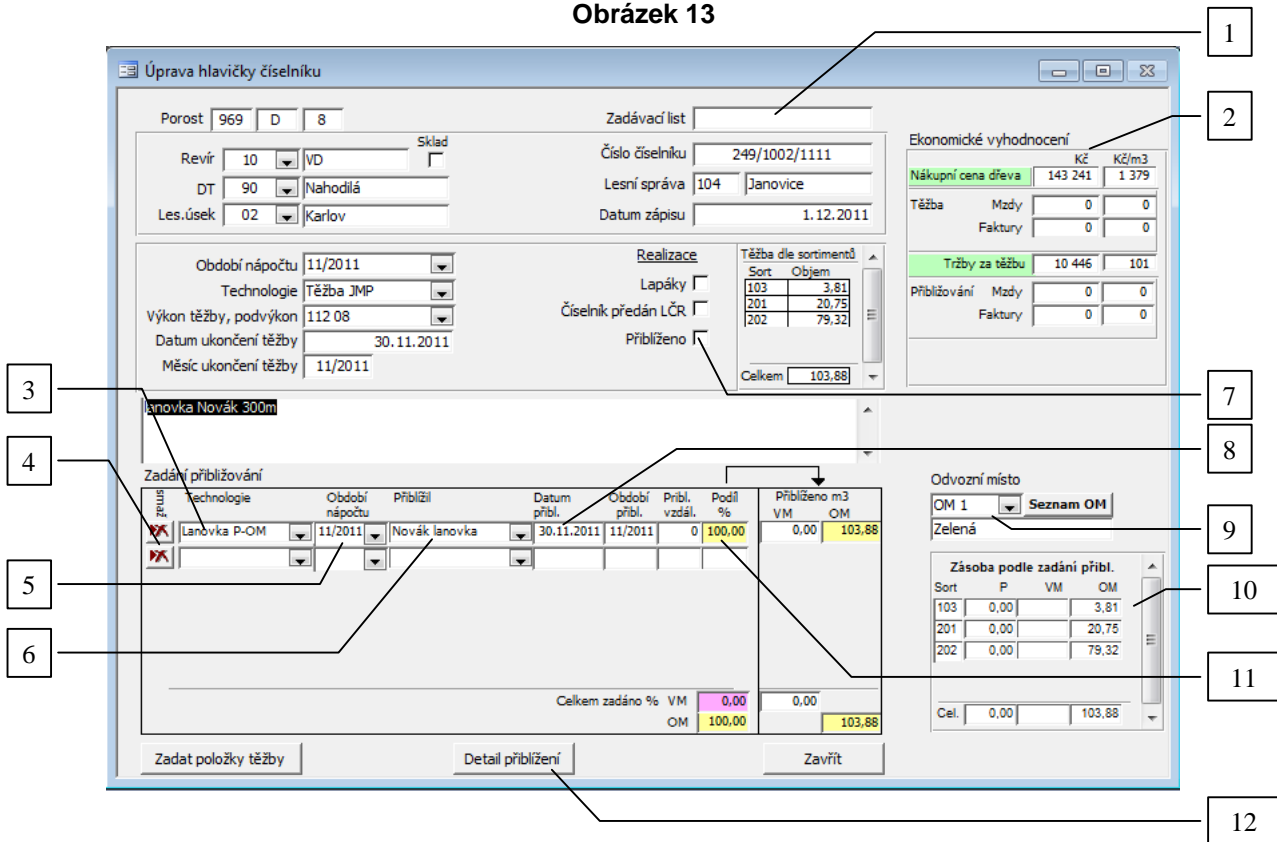 Obrázek 13
1
Úprava hlavičky číselníku
Porost 969 D 8
Zadávací list
2
Sklad
Revír 10 VD
DT 90 Nahodilá
Les.úsek 02 Karlov
Číslo číselníku 249/1002/1111
Lesní správa 104 Janovice
Datum zápisu 1.12.2011
Ekonomické vyhodnocení
Kč Kč/m3
Nákupní cena dřeva 143 241 1 379
Těžba Mzdy 0 0
Faktury 0 0
Tržby za těžbu 10 446 101
Přibližování Mzdy 0 0
Faktury 0 0
Období nápočtu 11/2011
Technologie Těžba JMP
Výkon těžby, podvýkon 112 08
Datum ukončení těžby 30.11.2011
Měsíc ukončení těžby 11/2011
Realizace
Lapáky
Číselník předán LČR
Přiblíženo
Těžba dle sortimentů
Sort Objem
103 3,81
201 20,75
202 79,32
Celkem 103,88
3
7
lanovka Novák 300m
4
8
Zadání přibližování
smaž Technologie Období nápočtu Přiblížil Datum přibl. Období přibl. Pribl. vzdál. Podíl % Přiblíženo m3 VM OM
Lanovka P-OM 11/2011 Novák lanovka 30.11.2011 11/2011 0 100,00 0,00 103,88
Odvozní místo
OM 1 Seznam OM
Zelená
9
5
Zásoba podle zadání přibl.
Sort P VM OM
103 0,00 3,81
201 0,00 20,75
202 0,00 79,32
Cel. 0,00 103,88
10
6
11
Celkem zadáno % VM 0,00 0,00
OM 100,00 103,88
Zadat položky těžby
Detail přiblížení
Zavřít
12